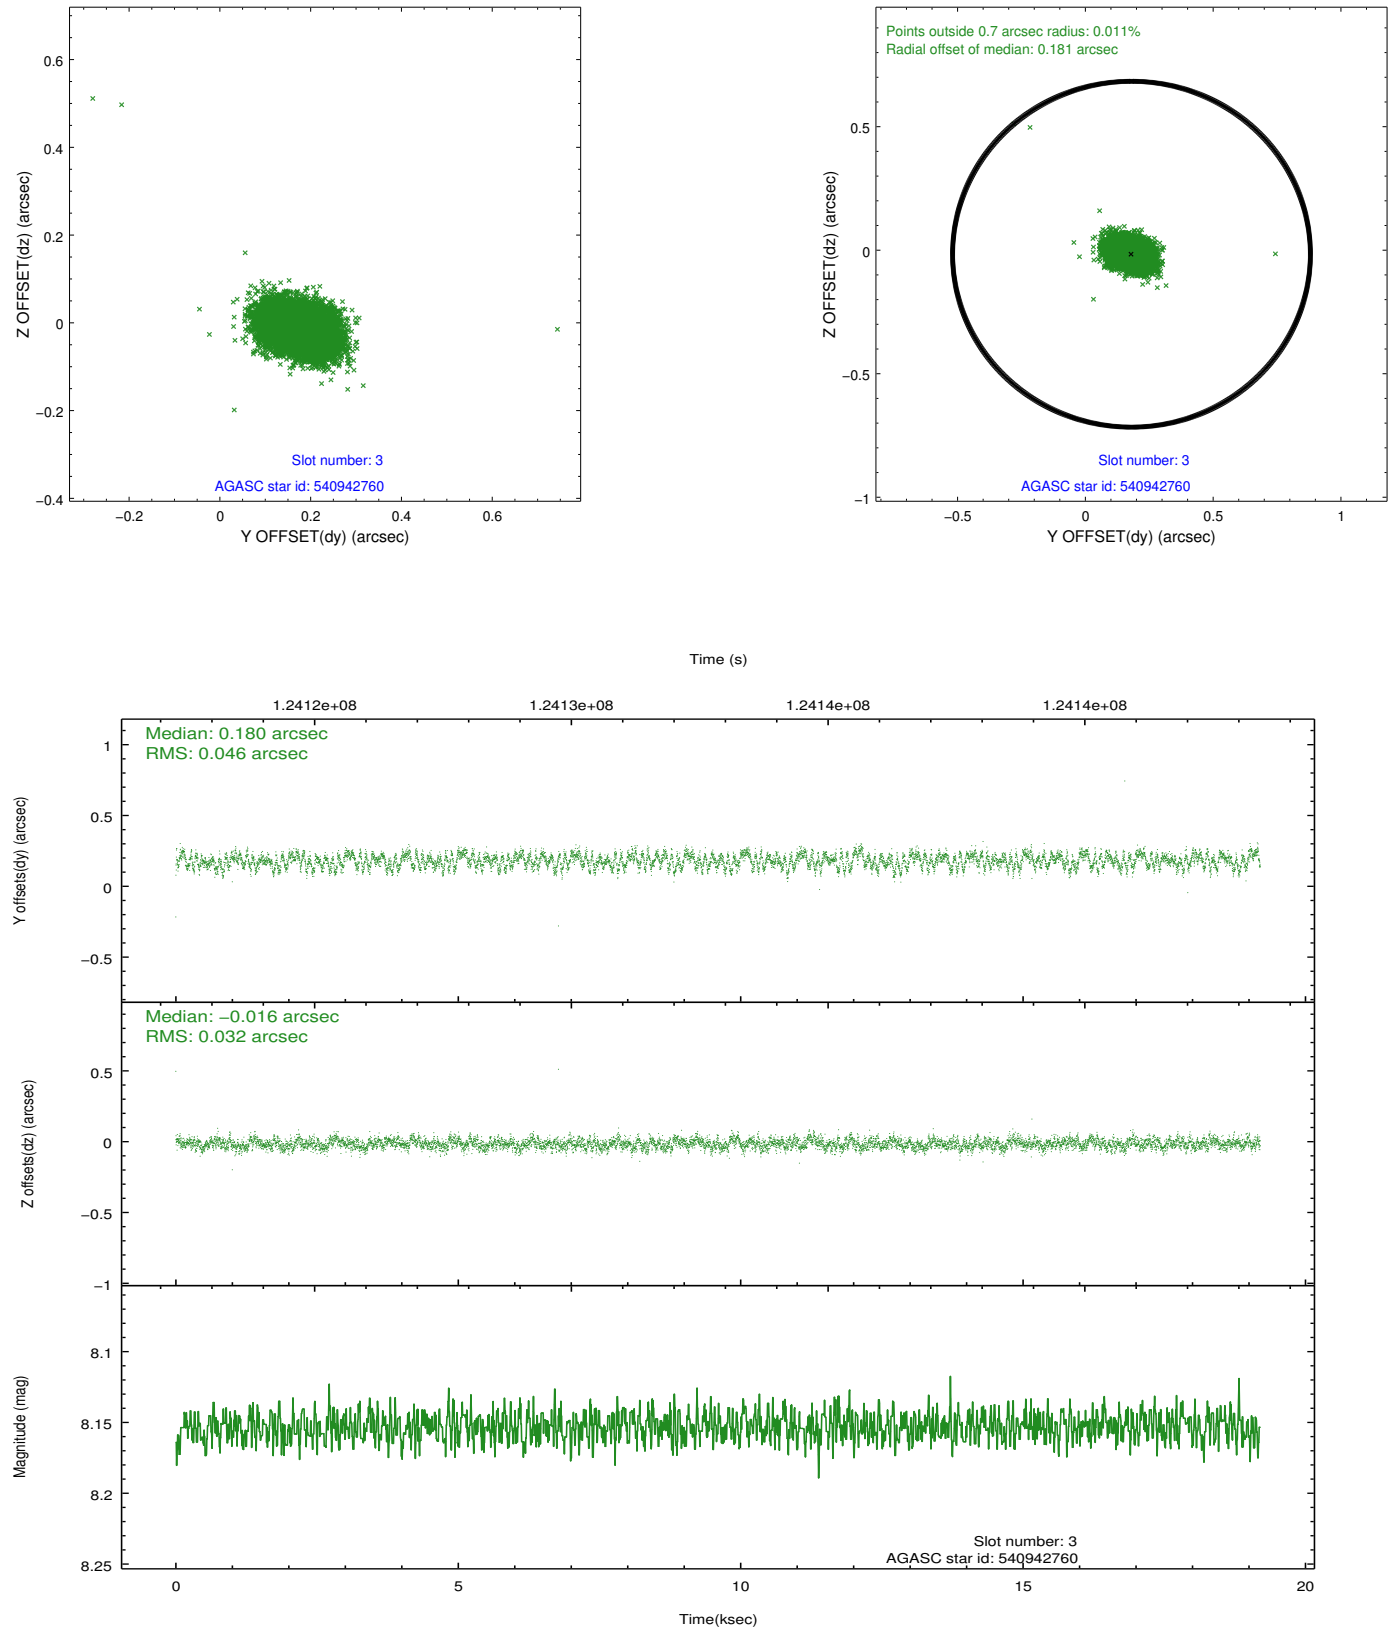 0.6
0.4
0.2
0
−0.2
−0.4
Z OFFSET(dz) (arcsec)
Slot number: 3
AGASC star id: 540942760
−0.2 0 0.2 0.4 0.6
Y OFFSET(dy) (arcsec)
Points outside 0.7 arcsec radius: 0.011%
Radial offset of median: 0.181 arcsec
0.5
0
−0.5
−1
Z OFFSET(dz) (arcsec)
Slot number: 3
AGASC star id: 540942760
−0.5 0 0.5 1
Y OFFSET(dy) (arcsec)
Time (s)
1.2412e+08 1.2413e+08 1.2414e+08 1.2414e+08
Median: 0.180 arcsec
RMS: 0.046 arcsec
1
0.5
0
−0.5
Y offsets(dy) (arcsec)
Median: −0.016 arcsec
RMS: 0.032 arcsec
0.5
0
−0.5
−1
Z offsets(dz) (arcsec)
8.1
8.15
8.2
8.25
Magnitude (mag)
Slot number: 3
AGASC star id: 540942760
0 5 10 15 20
Time(ksec)